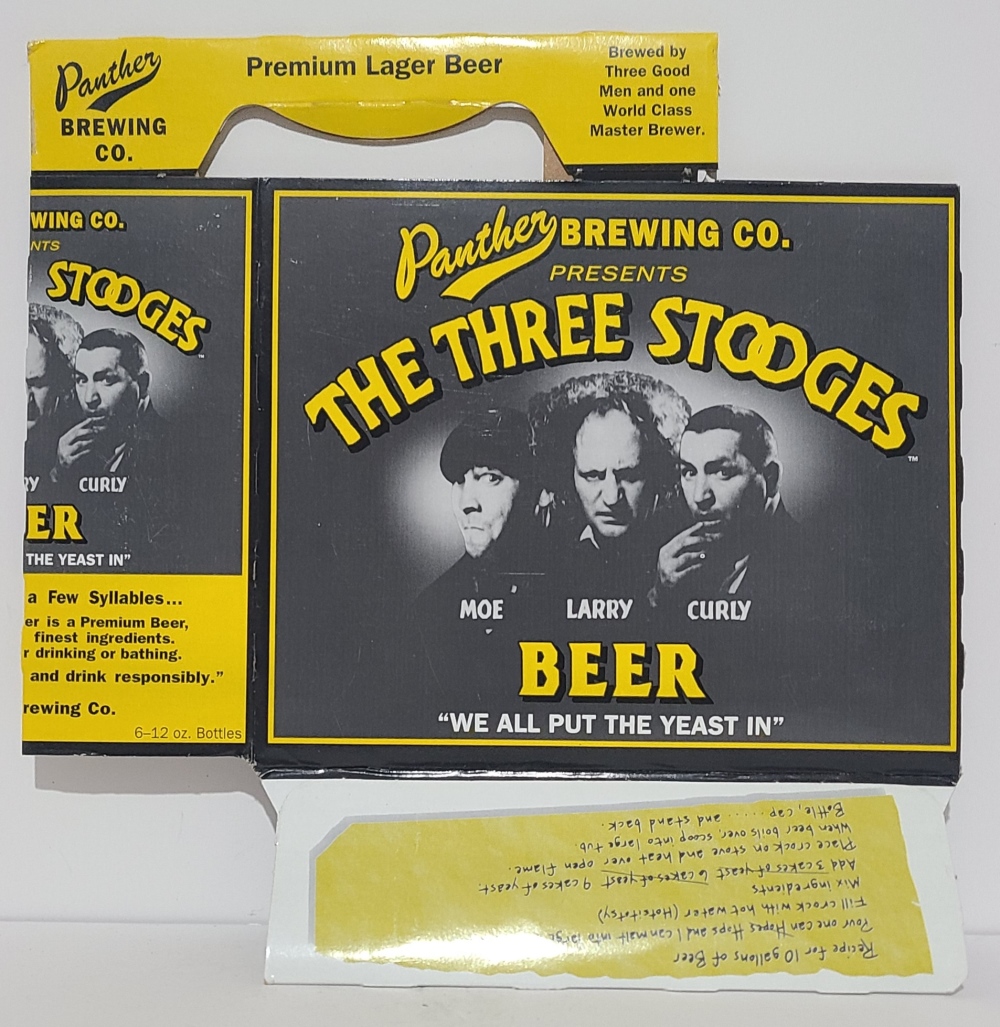 Panther
BREWING
CO.
Premium Lager Beer
Brewed by
Three Good
Men and one
World Class
Master Brewer.
WING CO.
NTS
STOOGES
TM
RY CURLY
ER
THE YEAST IN”
a Few Syllables...
er is a Premium Beer,
finest ingredients.
r drinking or bathing.
and drink responsibly.”
rewing Co.
6–12 oz. Bottles
Panther BREWING CO.
PRESENTS
THE THREE STOOGES
TM
MOE LARRY CURLY
BEER
“WE ALL PUT THE YEAST IN”
Recipe for 10 gallons of Beer
Pour one can Hopes Hops and 1 can malt into large
Fill crock with hot water (Hotsitotsy)
Mix ingredients
Add 3 cakes of yeast 6 cakes of yeast 9 cakes of yeast.
Place crock on stove and heat over open flame.
When beer boils over, scoop into large tub.
Bottle, cap ..... and stand back.